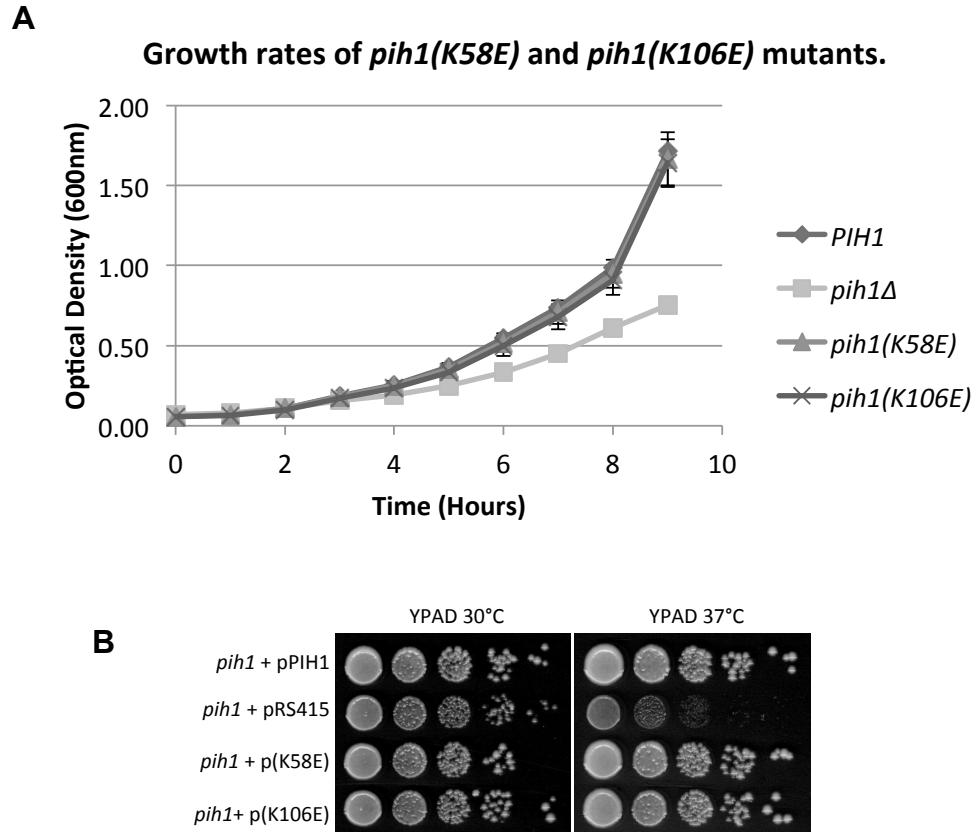 A
Growth rates of pih1(K58E) and pih1(K106E) mutants.
2.00
1.50
1.00
0.50
0.00
Optical Density (600nm)
0 2 4 6 8 10
Time (Hours)
PIH1
pih1Δ
pih1(K58E)
pih1(K106E)
B
YPAD 30°C YPAD 37°C
pih1 + pPIH1
pih1 + pRS415
pih1 + p(K58E)
pih1+ p(K106E)